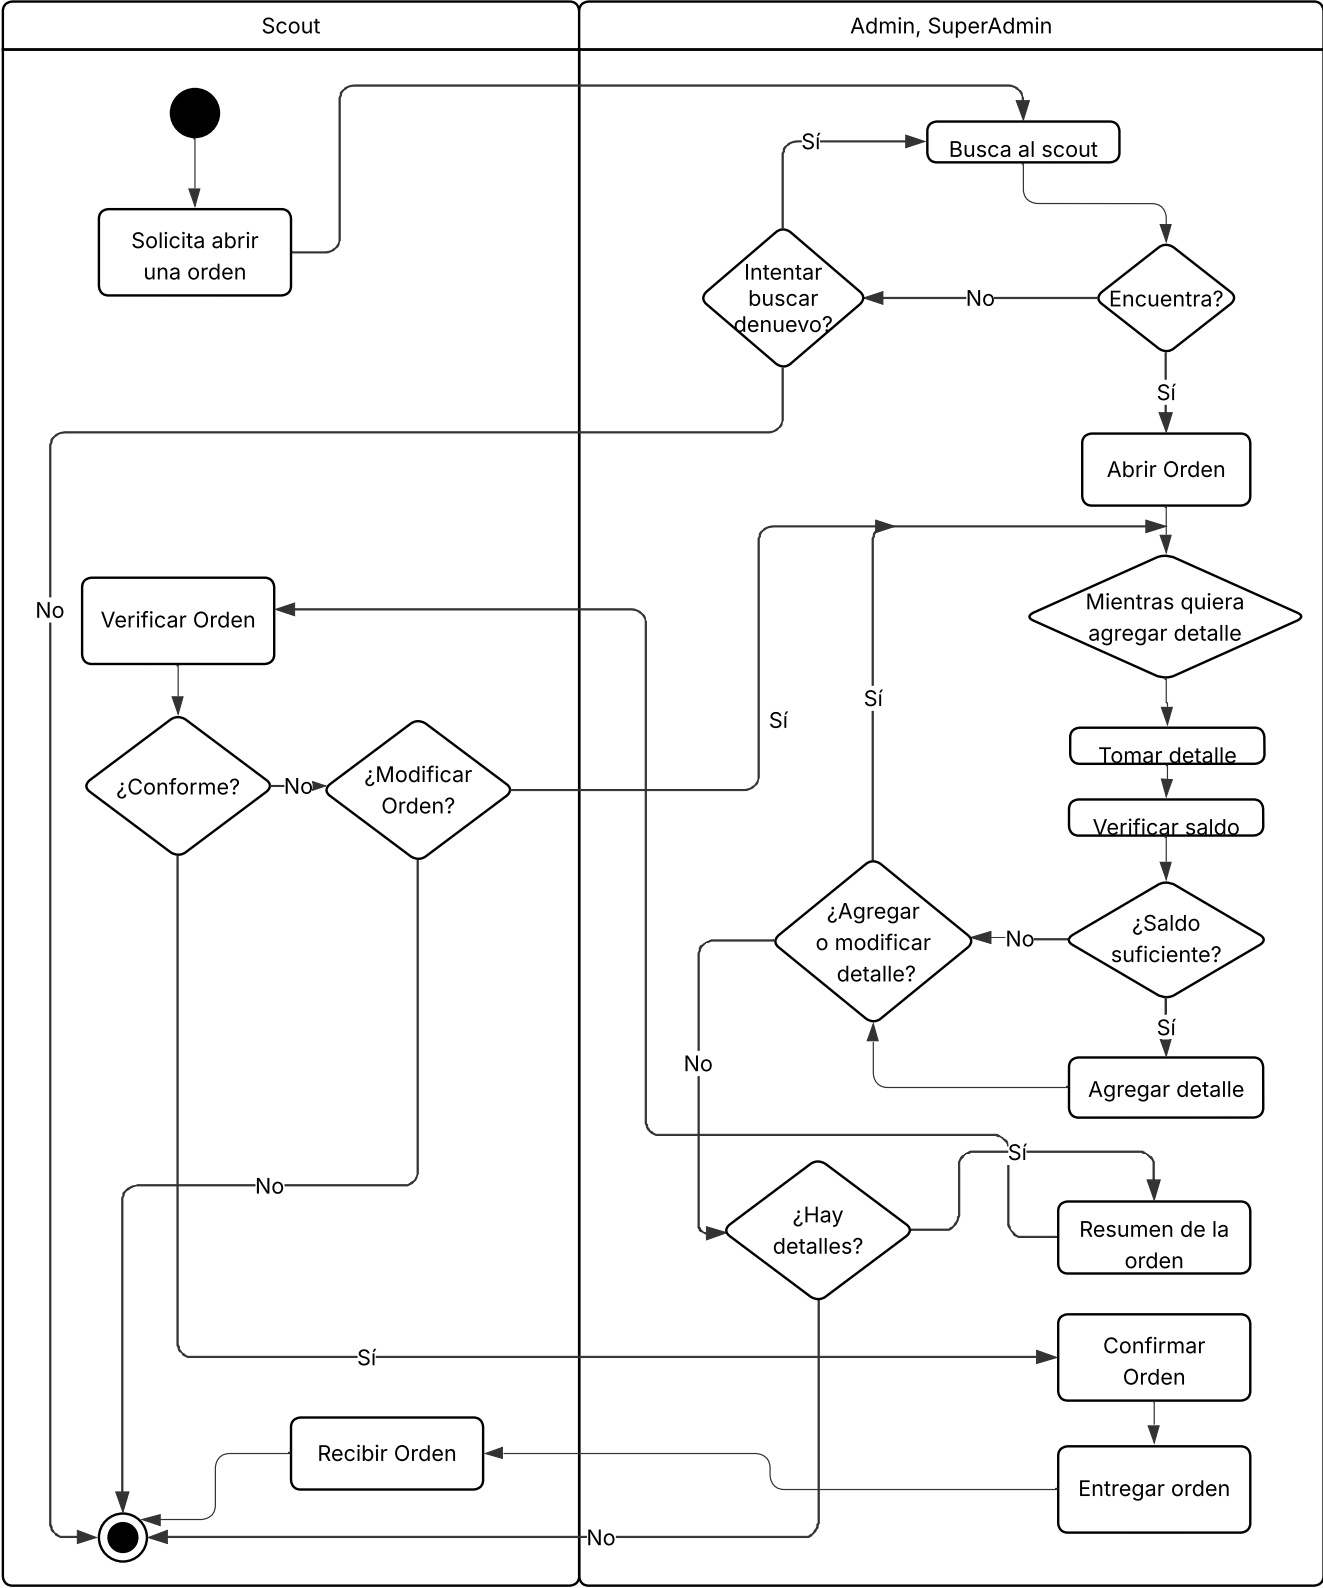 Scout
Admin, SuperAdmin
Sí
Busca al scout
Solicita abrir
una orden
Intentar
buscar
denuevo?
No
Encuentra?
Sí
Abrir Orden
No
Verificar Orden
Mientras quiera
agregar detalle
Sí
Sí
Tomar detalle
¿Conforme?
No
¿Modificar
Orden?
Verificar saldo
¿Agregar
o modificar
detalle?
No
¿Saldo
suficiente?
Sí
No
Agregar detalle
Sí
No
¿Hay
detalles?
Resumen de la
orden
Sí
Confirmar
Orden
Recibir Orden
Entregar orden
No